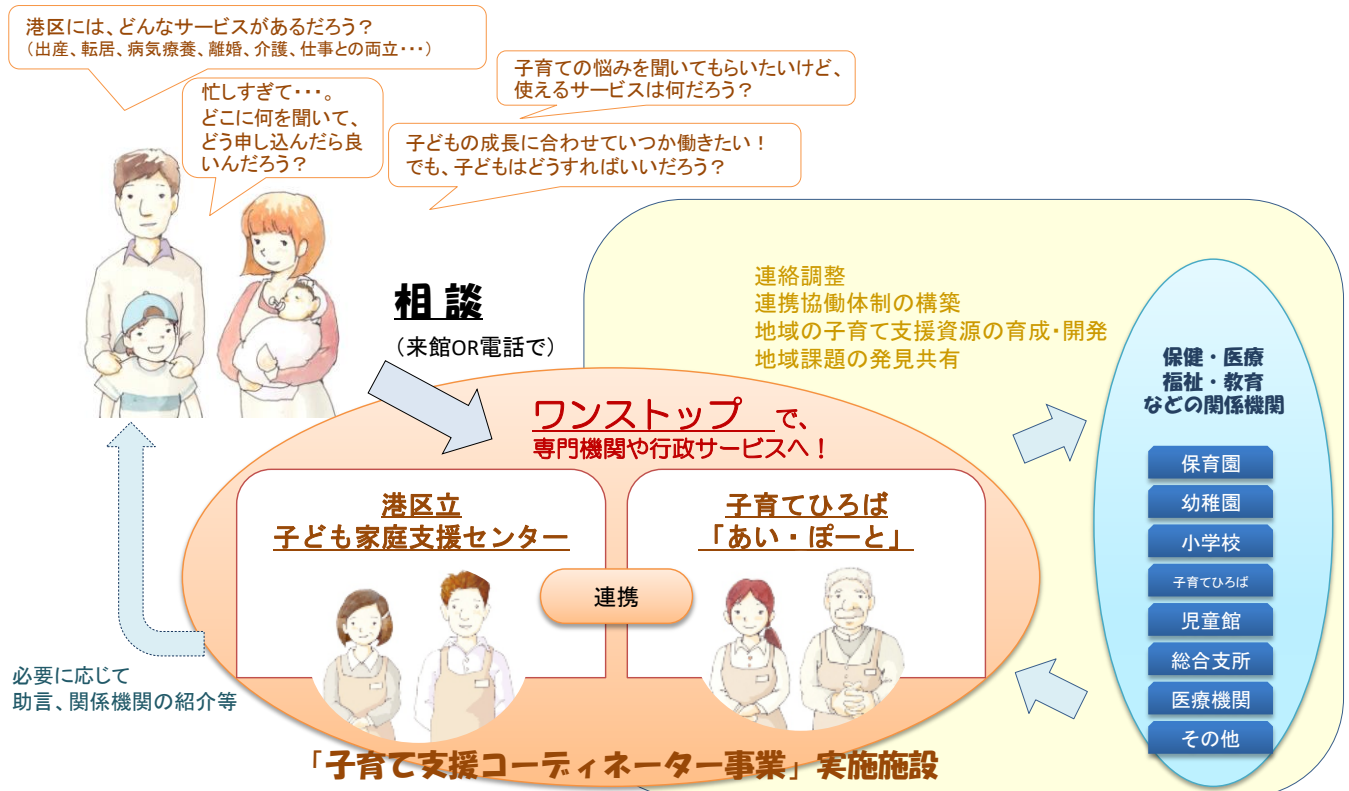 港区には、どんなサービスがあるだろう？
（出産、転居、病気療養、離婚、介護、仕事との両立・・・）
子育ての悩みを聞いてもらいたいけど、
使えるサービスは何だろう？
忙しすぎて・・・。
どこに何を聞いて、
どう申し込んだら良
いんだろう？
子どもの成長に合わせていつか働きたい！
でも、子どもはどうすればいいだろう？
相談
（来館OR電話で）
連絡調整
連携協働体制の構築
地域の子育て支援資源の育成・開発
地域課題の発見共有
ワンストップ で、
専門機関や行政サービスへ！
港区立
子ども家庭支援センター
連携
子育てひろば
「あい・ぽーと」
「子育て支援コーディネーター事業」実施施設
必要に応じて
助言、関係機関の紹介等
保健・医療
福祉・教育
などの関係機関
保育園
幼稚園
小学校
子育てひろば
児童館
総合支所
医療機関
その他